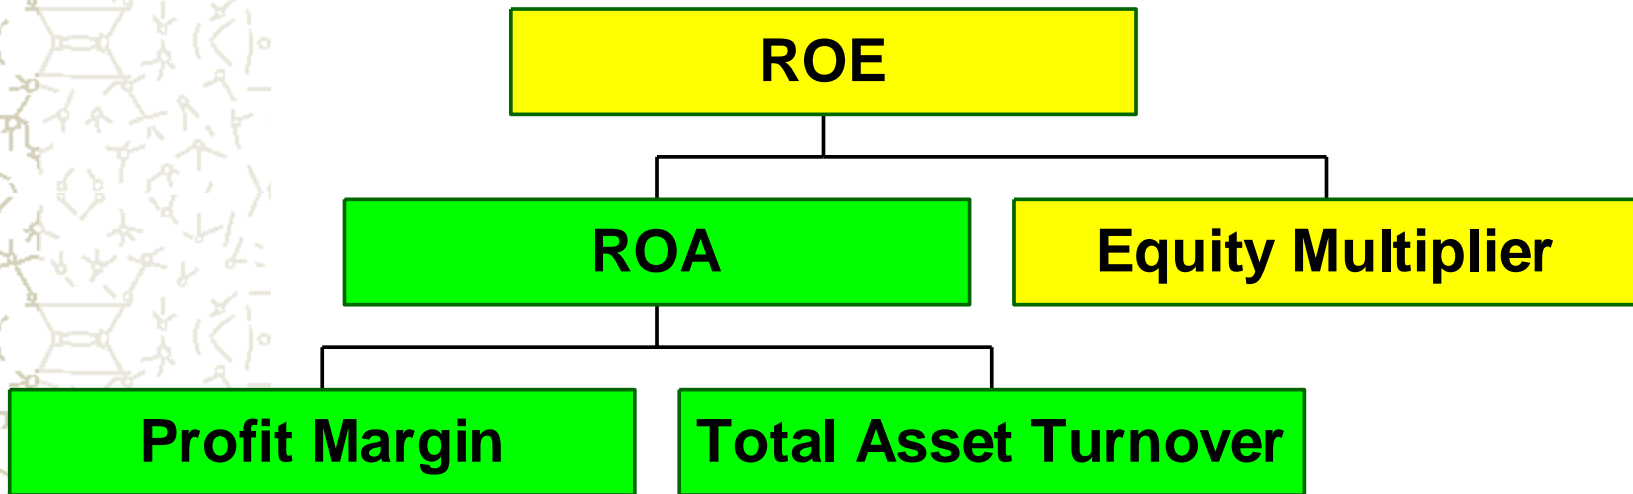 ROE
ROA
Equity Multiplier
Profit Margin
Total Asset Turnover